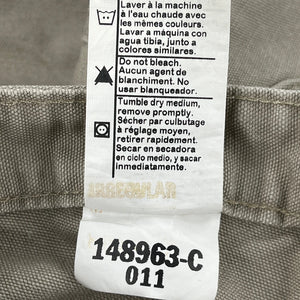 Laver à la machine
à l'eau chaude avec
les mêmes couleurs.
Lavar a máquina con
agua tibia, junto a
colores similares.
Do not bleach.
Aucun agent de
blanchiment. No
usar blanqueador.
Tumble dry medium,
remove promptly.
Sécher par culbutage
à réglage moyen,
retirer rapidement.
Secar en secadora
en ciclo medio, y sacar
inmediatamente.
IRREGULAR
148963-C
011